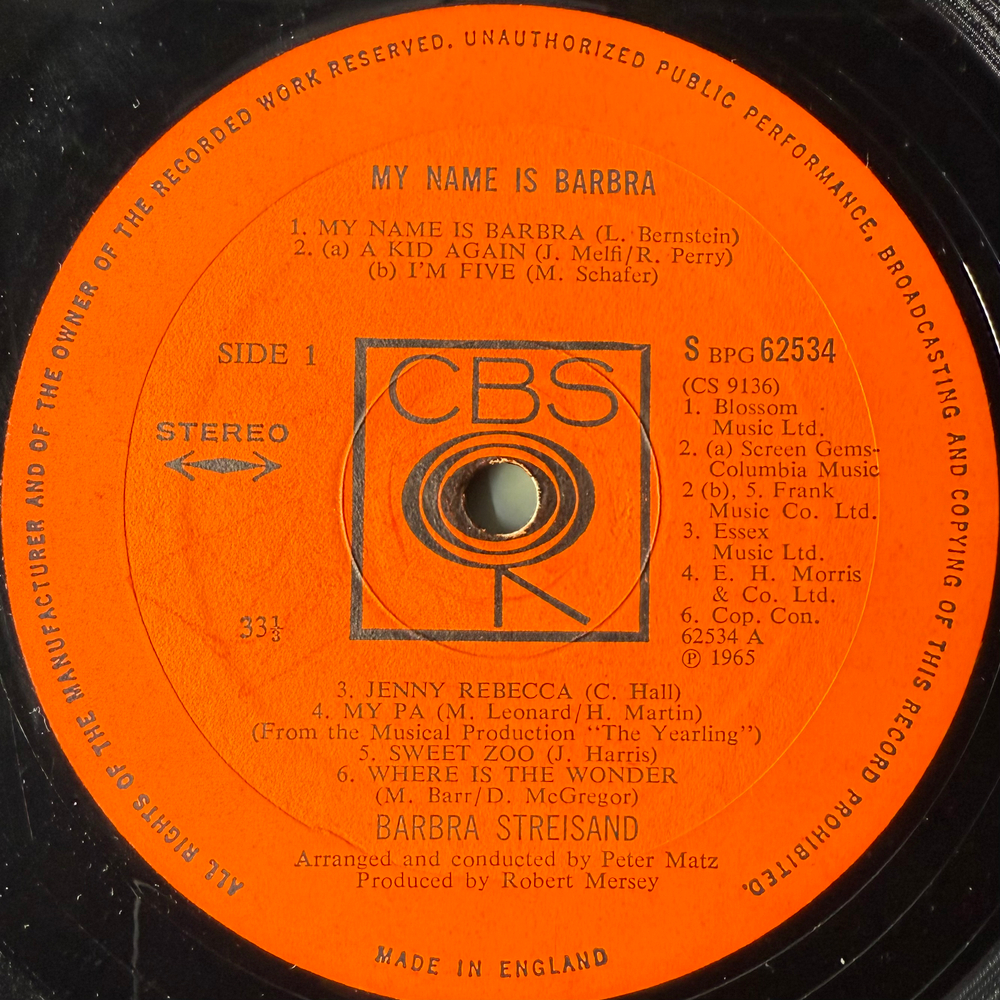 ALL RIGHTS OF THE MANUFACTURER AND OF THE OWNER OF THE RECORDED WORK RESERVED. UNAUTHORIZED PUBLIC PERFORMANCE, BROADCASTING AND COPYING OF THIS RECORD PROHIBITED.
MY NAME IS BARBRA
1. MY NAME IS BARBRA (L. Bernstein)
2. (a) A KID AGAIN (J. Melfi/R. Perry)
(b) I'M FIVE (M. Schafer)
SIDE 1
STEREO
33⅓
CBS
S BPG 62534
(CS 9136)
1. Blossom
Music Ltd.
2. (a) Screen Gems-
Columbia Music
2 (b), 5. Frank
Music Co. Ltd.
3. Essex
Music Ltd.
4. E. H. Morris
& Co. Ltd.
6. Cop. Con.
62534 A
℗ 1965
3. JENNY REBECCA (C. Hall)
4. MY PA (M. Leonard/H. Martin)
(From the Musical Production "The Yearling")
5. SWEET ZOO (J. Harris)
6. WHERE IS THE WONDER
(M. Barr/D. McGregor)
BARBRA STREISAND
Arranged and conducted by Peter Matz
Produced by Robert Mersey
MADE IN ENGLAND